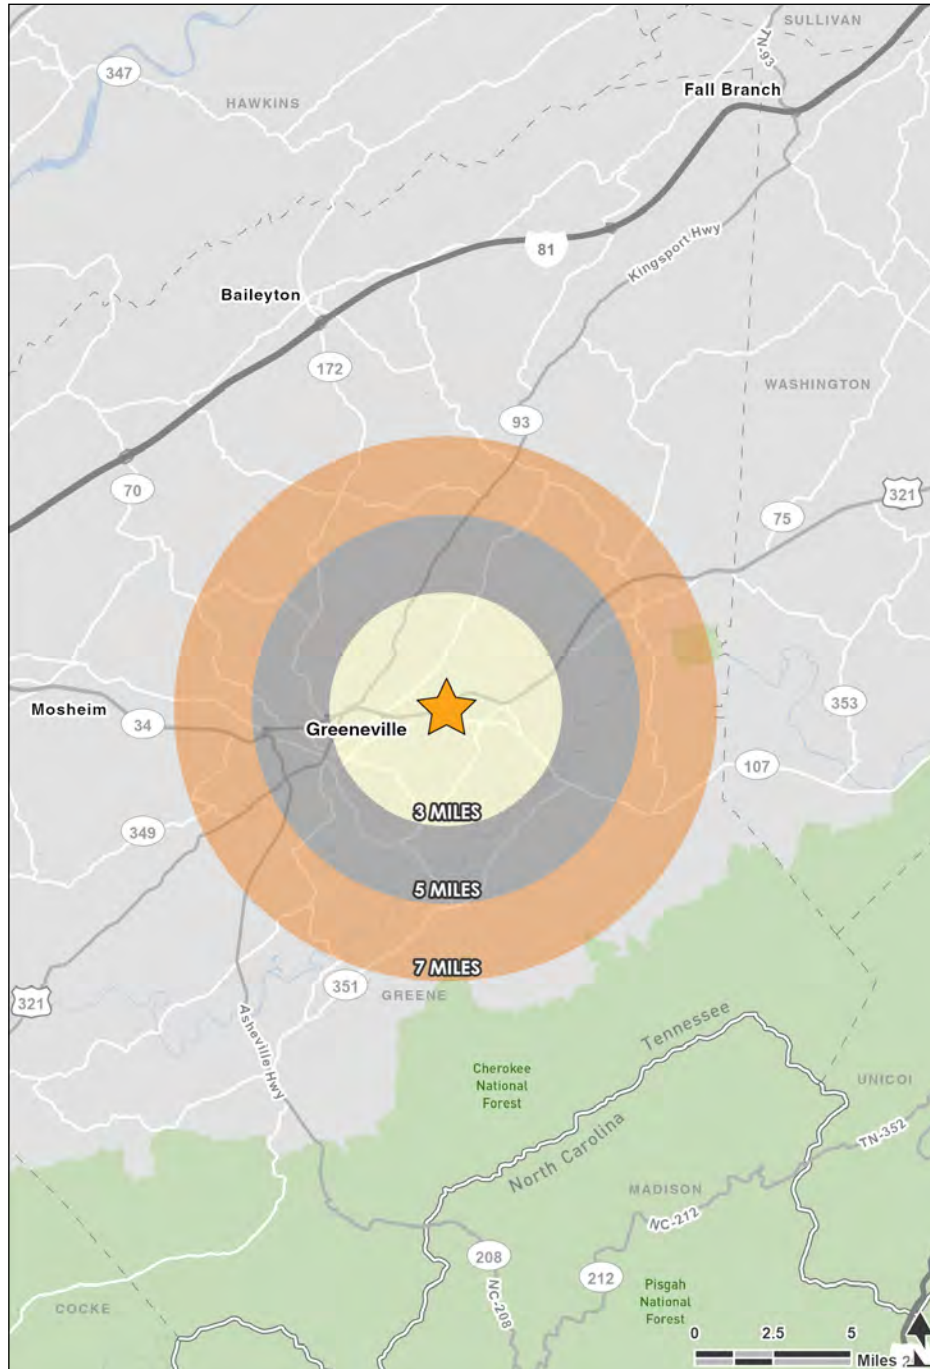 SULLIVAN
TN-93
347
Fall Branch
HAWKINS
81
Kingsport Hwy
Baileyton
172
WASHINGTON
93
70
321
75
Mosheim
34
Greeneville
353
107
3 MILES
349
5 MILES
7 MILES
351
GREENE
321
Asheville Hwy
Tennessee
Cherokee
National
Forest
UNICOI
North Carolina
TN-352
MADISON
NC-212
208
212
NC-208
Pisgah
National
Forest
COCKE
0 2.5 5
Miles
N